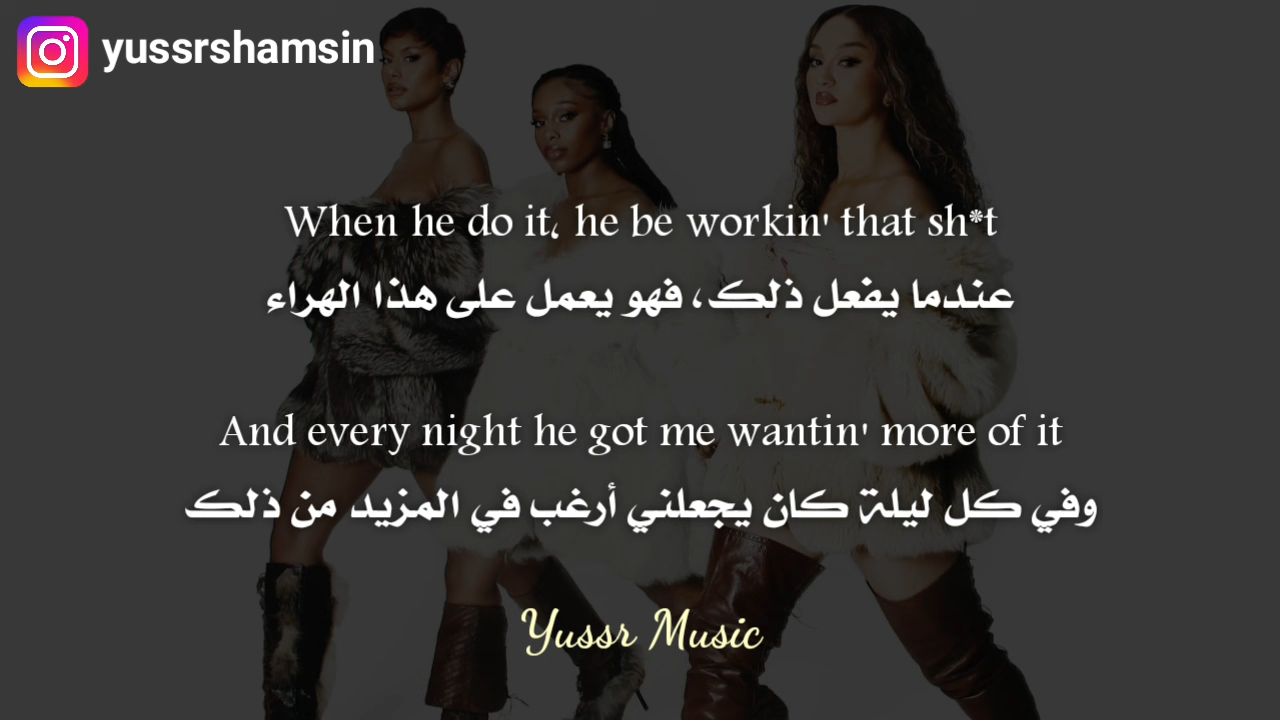 yussrshamsin
When he do it، he be workin' that sh*t
عندما يفعل ذلك، فهو يعمل على هذا الهراء
And every night he got me wantin' more of it
وفي كل ليلة كان يجعلني أرغب في المزيد من ذلك
Yussr Music